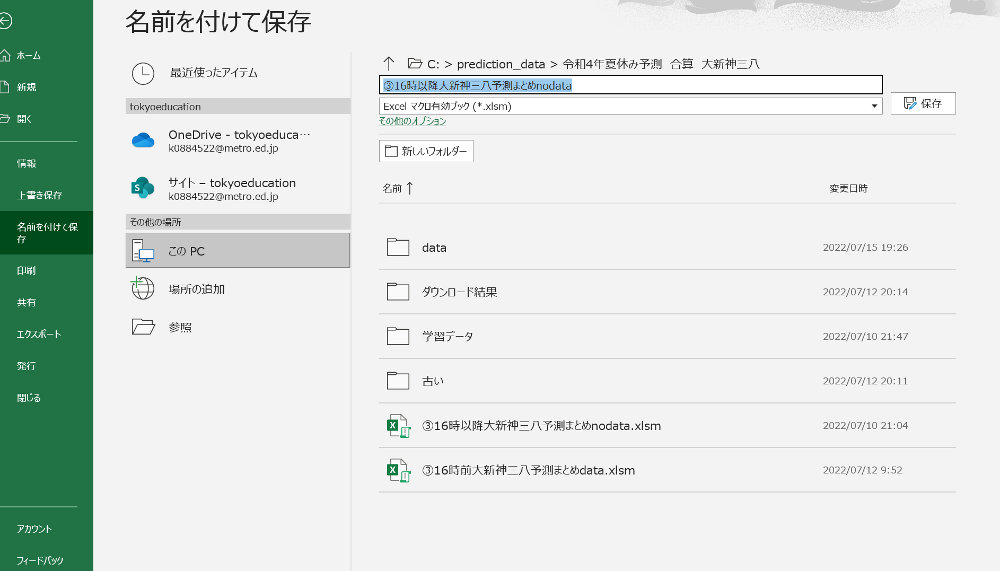 名前を付けて保存
ホーム
新規
開く
情報
上書き保存
名前を付けて保
存
印刷
共有
エクスポート
発行
閉じる
アカウント
フィードバック
最近使ったアイテム
tokyoeducation
OneDrive - tokyoeduca…
k0884522@metro.ed.jp
S
サイト – tokyoeducation
k0884522@metro.ed.jp
その他の場所
この PC
場所の追加
参照
C: > prediction_data > 令和4年夏休み予測 合算 大新神三八
③16時以降大新神三八予測まとめnodata
Excel マクロ有効ブック (*.xlsm)
保存
その他のオプション
新しいフォルダー
名前 ↑ 変更日時
data 2022/07/15 19:26
ダウンロード結果 2022/07/12 20:14
学習データ 2022/07/10 21:47
古い 2022/07/12 20:11
X ③16時以降大新神三八予測まとめnodata.xlsm 2022/07/10 21:04
X ③16時前大新神三八予測まとめdata.xlsm 2022/07/12 9:52